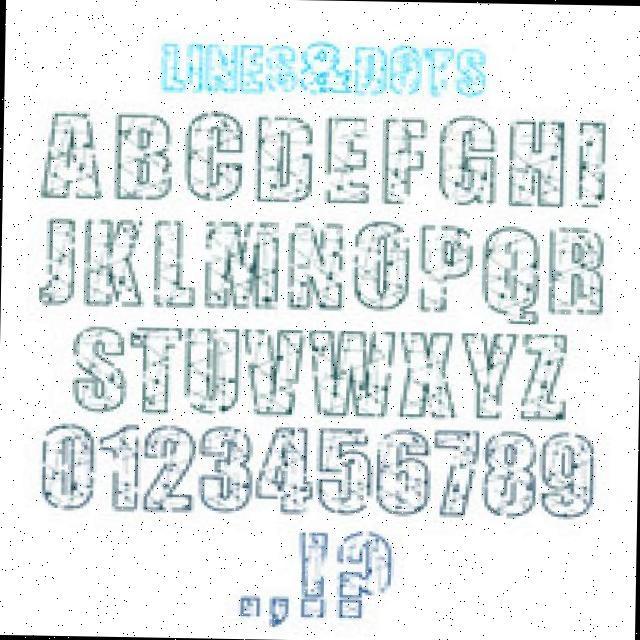 LINES&DOTS
ABCDEFGHI
JKLMNOPQR
STUVWXYZ
0123456789
.,!?